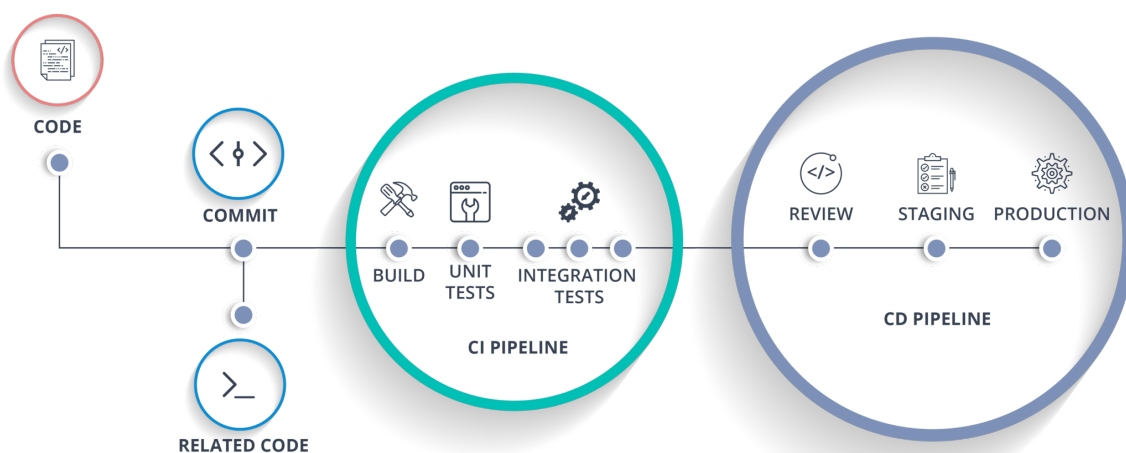 CODE
COMMIT
RELATED CODE
BUILD
UNIT
TESTS
INTEGRATION
TESTS
CI PIPELINE
REVIEW
STAGING
PRODUCTION
CD PIPELINE